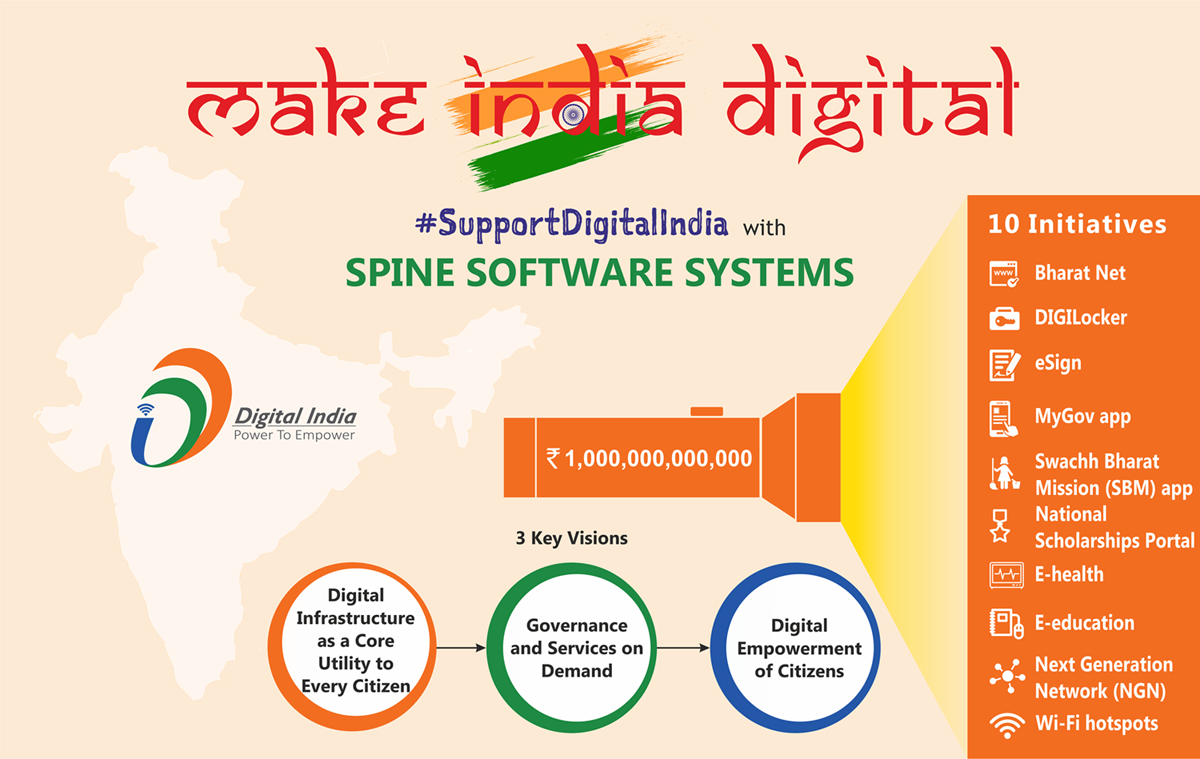 make india digital
#SupportDigitalIndia with
SPINE SOFTWARE SYSTEMS
Digital India
Power To Empower
₹ 1,000,000,000,000
3 Key Visions
Digital
Infrastructure
as a Core
Utility to
Every Citizen
Governance
and Services on
Demand
Digital
Empowerment
of Citizens
10 Initiatives
www
Bharat Net
DIGILocker
eSign
MyGov app
Swachh Bharat
Mission (SBM) app
National
Scholarships Portal
E-health
E-education
Next Generation
Network (NGN)
Wi-Fi hotspots